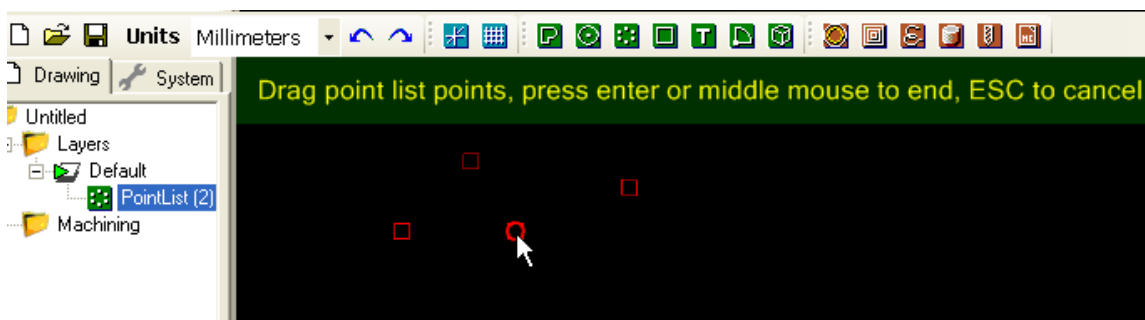 Units Millimeters
Drawing System
Drag point list points, press enter or middle mouse to end, ESC to cancel
Untitled
Layers
Default
PointList (2)
Machining